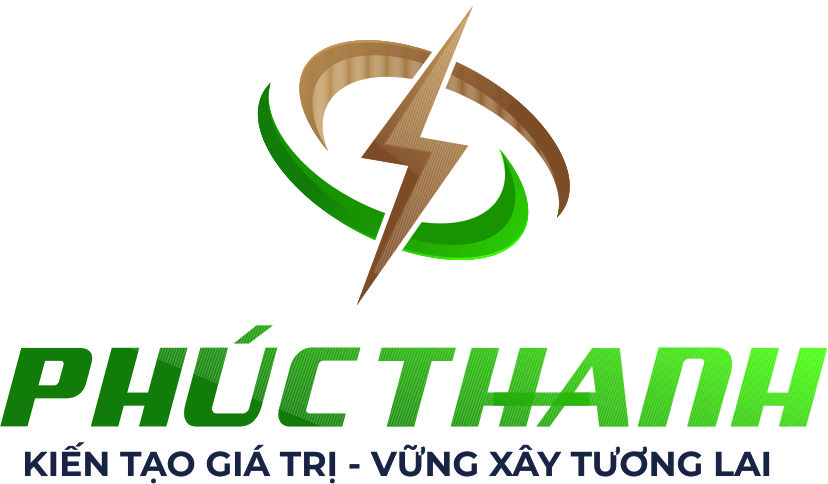 PHÚC THANH
KIẾN TẠO GIÁ TRỊ - VỮNG XÂY TƯƠNG LAI